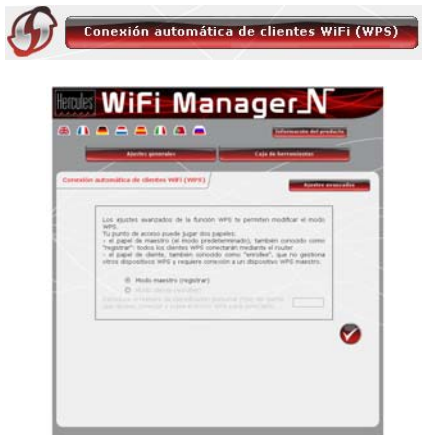 Conexión automática de clientes WiFi (WPS)
Hercules WiFi Manager_N
Información del producto
Ajustes generales
Caja de herramientas
Conexión automática de clientes WiFi (WPS)
Ajustes avanzados
Los ajustes avanzados de la función WPS te permiten modificar el modo
WPS.
Tu punto de acceso puede jugar dos papeles:
- el papel de maestro (el modo predeterminado), también conocido como
"registrar": todos los clientes WPS conectarán mediante el router
- el papel de cliente, también conocido como "enrollee", que no gestiona
otros dispositivos WPS y requiere conexión a un dispositivo WPS maestro.
Modo maestro (registrar)